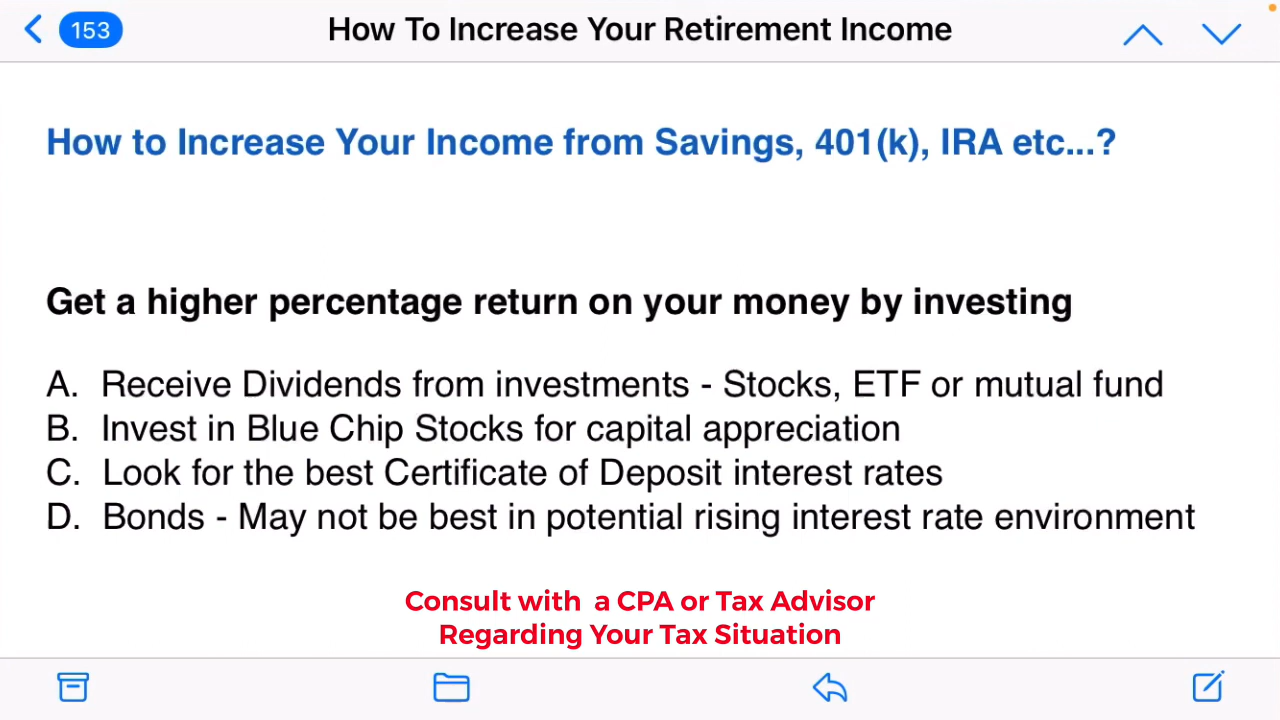 153
How To Increase Your Retirement Income
How to Increase Your Income from Savings, 401(k), IRA etc...?
Get a higher percentage return on your money by investing
A. Receive Dividends from investments - Stocks, ETF or mutual fund
B. Invest in Blue Chip Stocks for capital appreciation
C. Look for the best Certificate of Deposit interest rates
D. Bonds - May not be best in potential rising interest rate environment
Consult with a CPA or Tax Advisor
Regarding Your Tax Situation